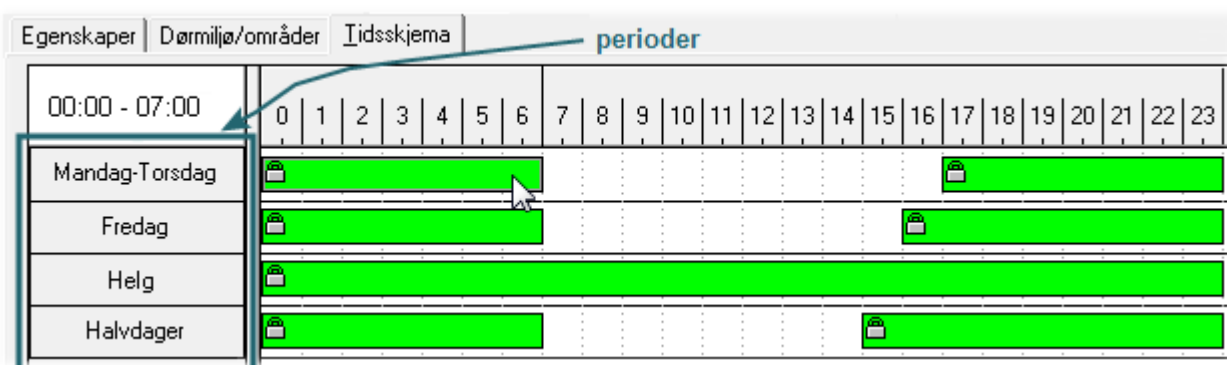 Egenskaper Dørmiljø/områder Tidsskjema
perioder
00:00 - 07:00 0 1 2 3 4 5 6 7 8 9 10 11 12 13 14 15 16 17 18 19 20 21 22 23
Mandag-Torsdag
Fredag
Helg
Halvdager